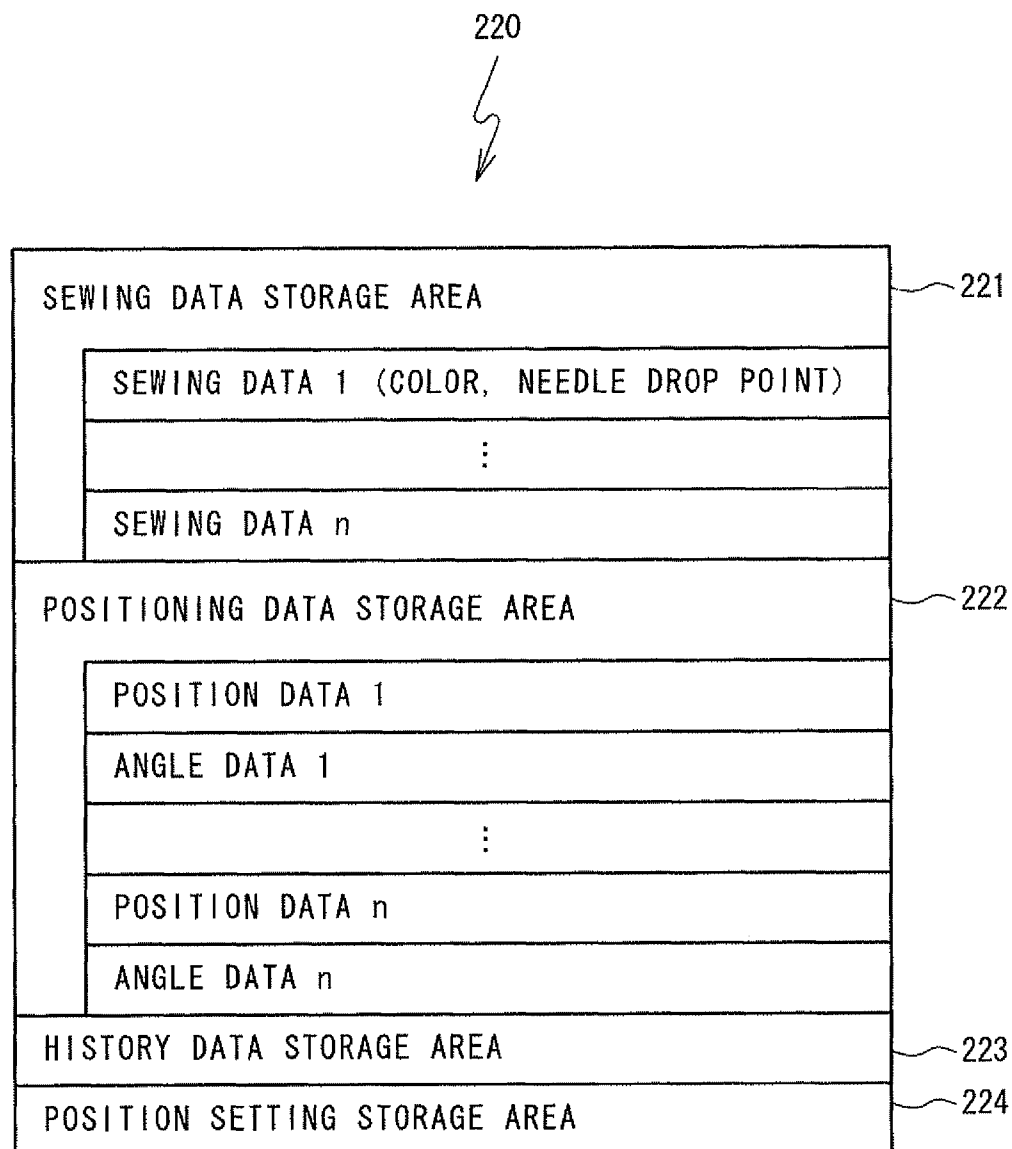 220
SEWING DATA STORAGE AREA 221
SEWING DATA 1 (COLOR, NEEDLE DROP POINT)
⋮
SEWING DATA n
POSITIONING DATA STORAGE AREA 222
POSITION DATA 1
ANGLE DATA 1
⋮
POSITION DATA n
ANGLE DATA n
HISTORY DATA STORAGE AREA 223
POSITION SETTING STORAGE AREA 224